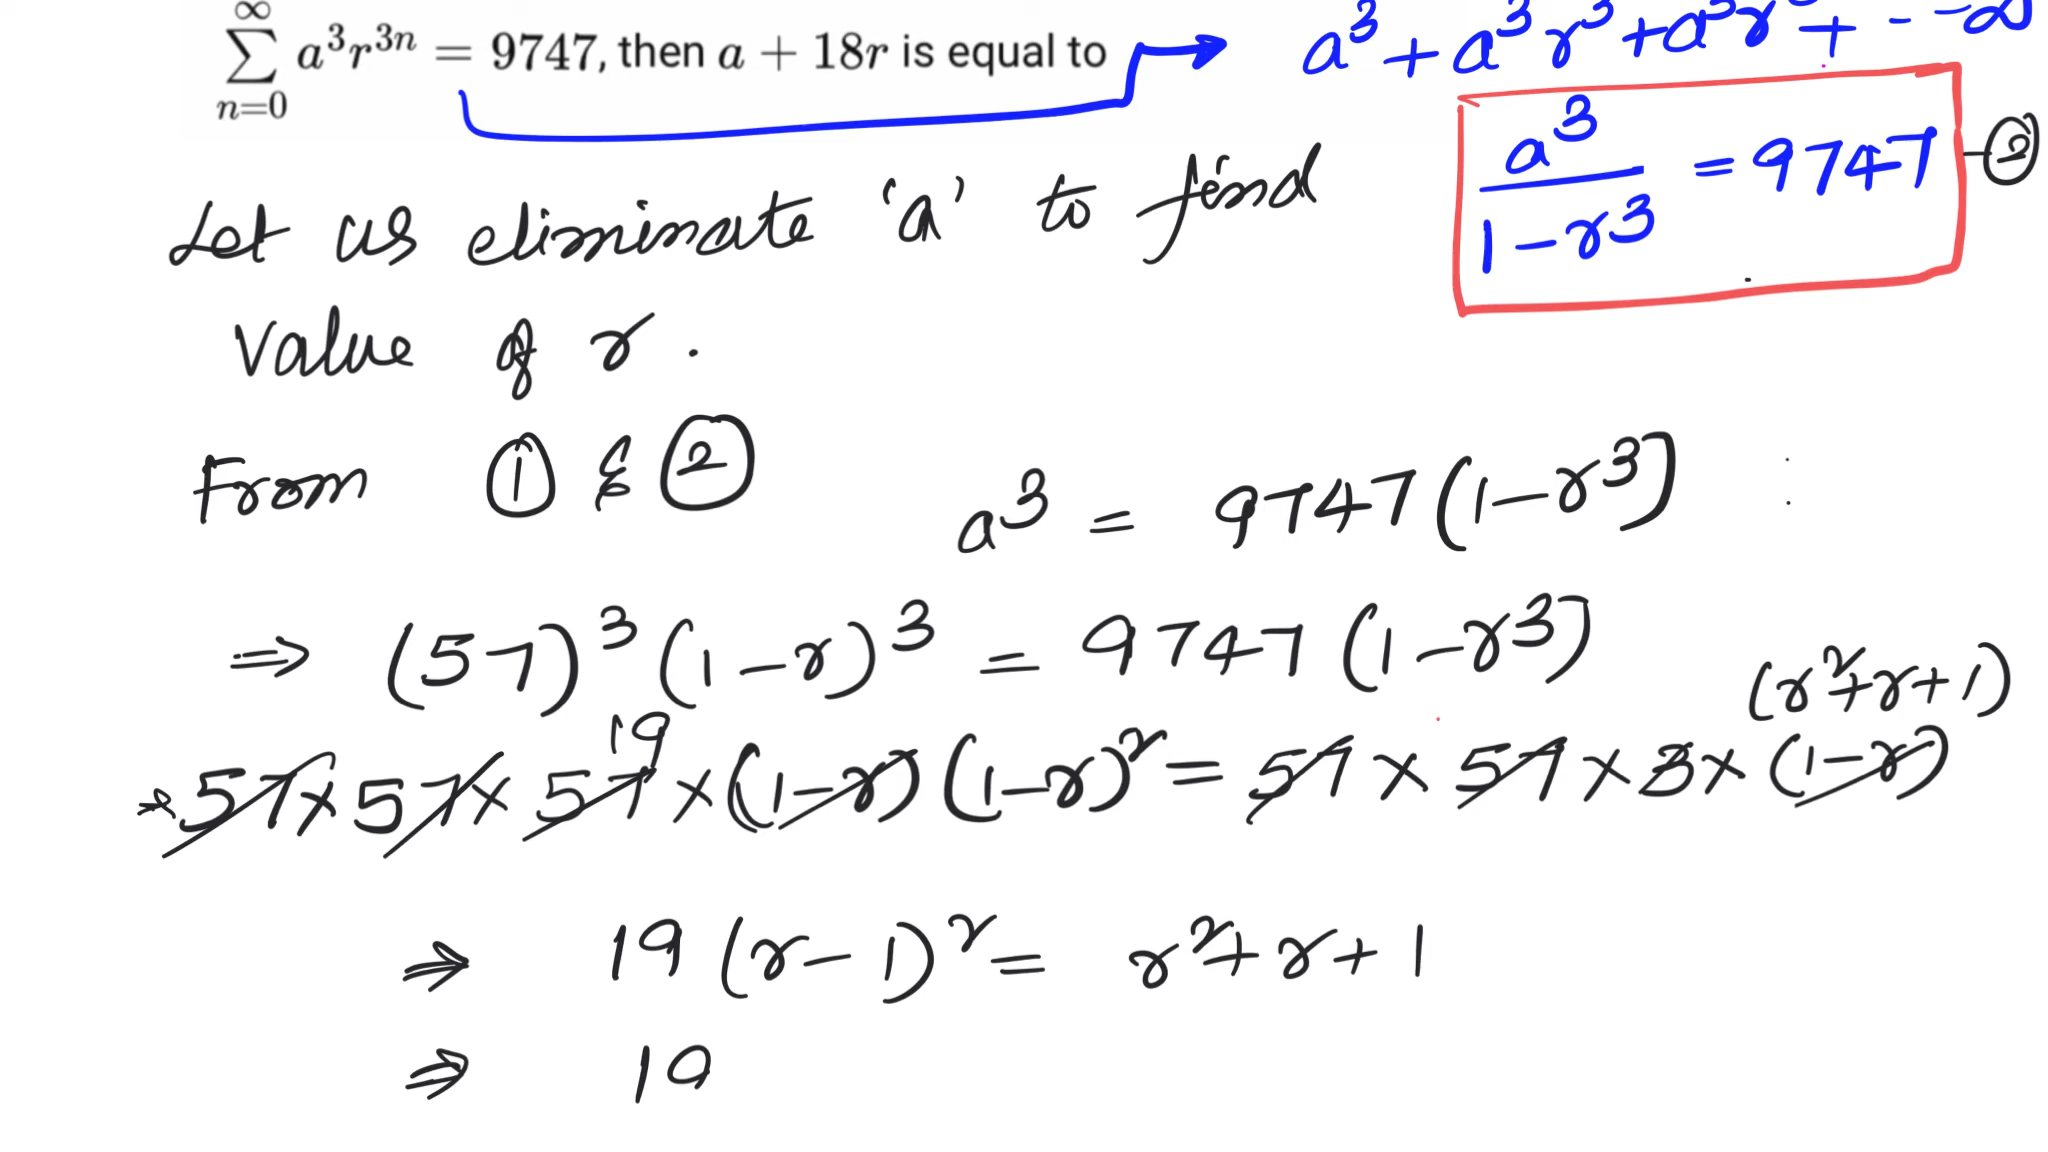 ∞
∑ a³r³ⁿ = 9747, then a + 18r is equal to
n=0
a³ + a³r³ + a³r + - - ∞
a³/(1-r³) = 9747 - ②
Let us eliminate 'a' to find
Value of r.
From ① & ②
a³ = 9747(1-r³)
⇒ (57)³(1-r)³ = 9747(1-r³)
(r²+r+1)
19
⇒ 57 × 57 × 57 × (1-r)(1-r)² = 57 × 57 × 3 × (1-r)
⇒ 19(r-1)² = r²+r+1
⇒ 19